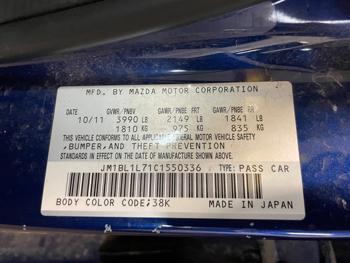 MFD. BY MAZDA MOTOR CORPORATION
DATE GVWR/PNBV GAWR/PNBE FRT GAWR/PNBE RR
10/11 3990 LB 2149 LB 1841 LB
1810 KG 975 KG 835 KG
THIS VEHICLE CONFORMS TO ALL APPLICABLE FEDERAL MOTOR VEHICLE SAFETY
,BUMPER,AND THEFT PREVENTION
STANDARDS IN EFFECT ON THE DATE OF MANUFACTURE SHOWN ABOVE.
JM1BL1L71C1550336 TYPE: PASS CAR
BODY COLOR CODE;38K MADE IN JAPAN